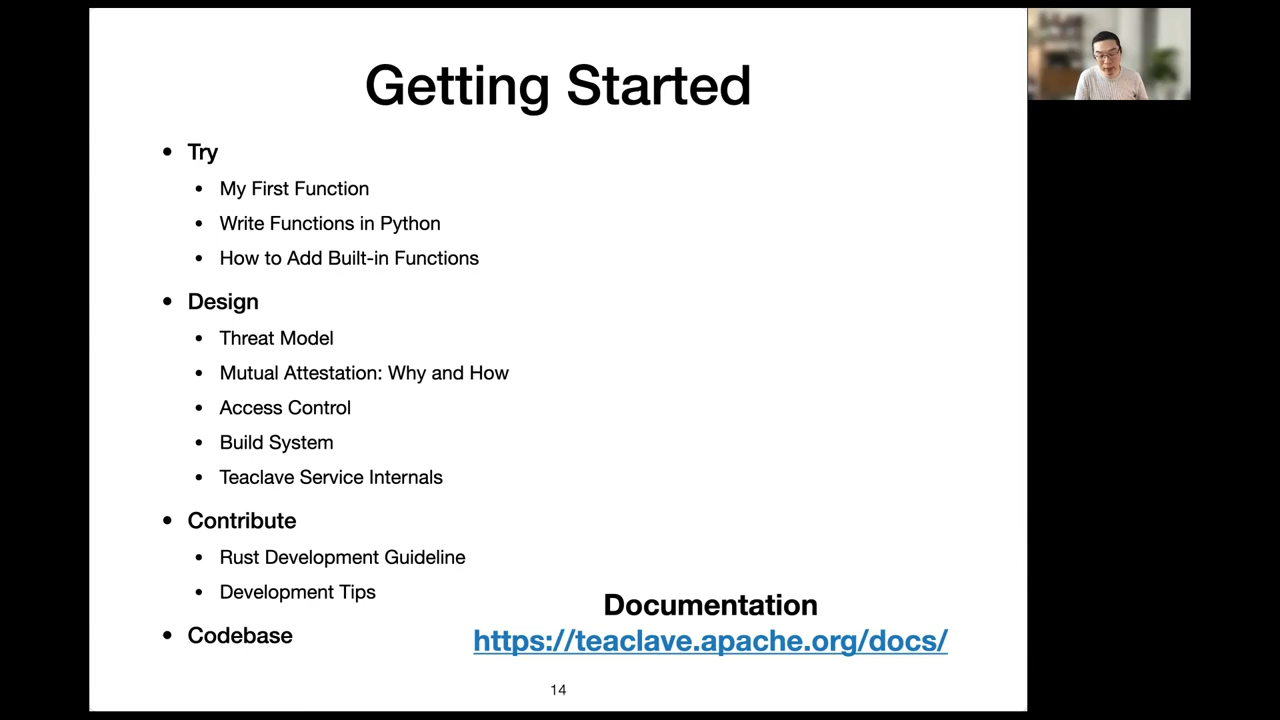 Getting Started
• Try
• My First Function
• Write Functions in Python
• How to Add Built-in Functions
• Design
• Threat Model
• Mutual Attestation: Why and How
• Access Control
• Build System
• Teaclave Service Internals
• Contribute
• Rust Development Guideline
• Development Tips
• Codebase
Documentation
https://teaclave.apache.org/docs/
14